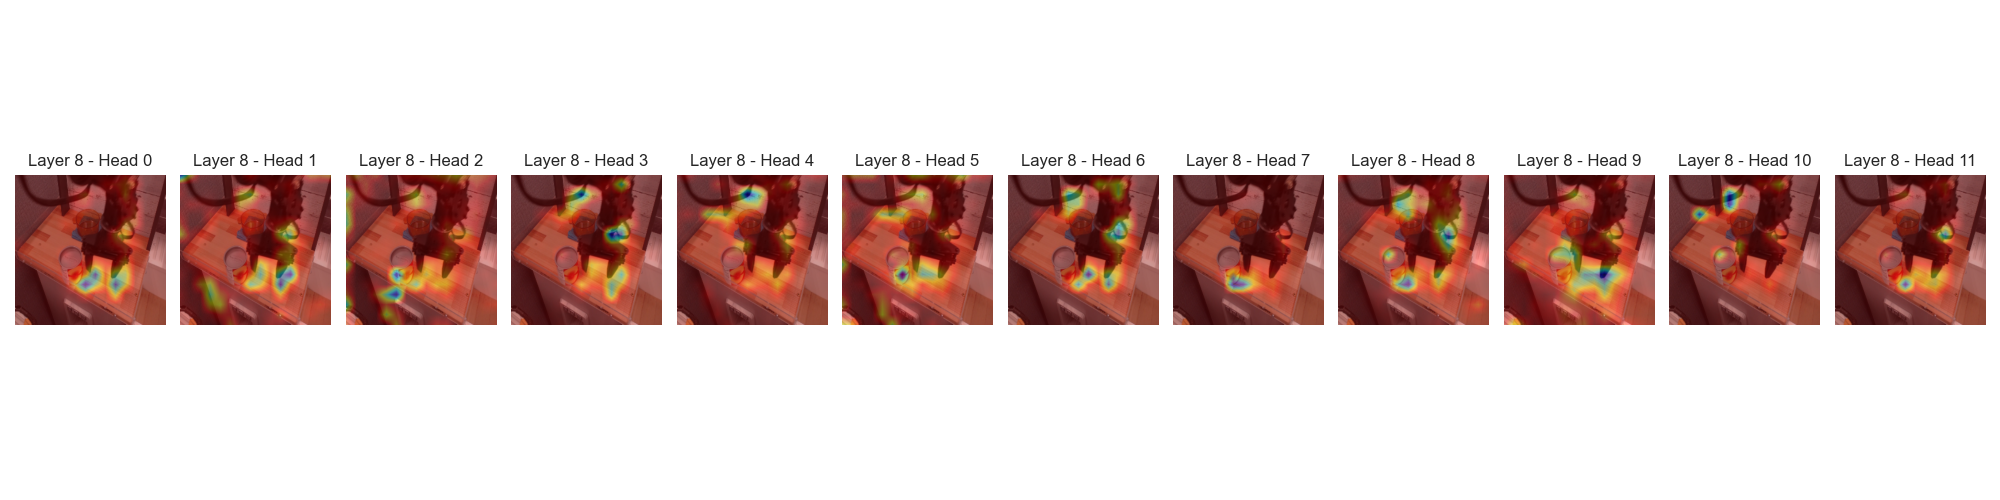 Layer 8 - Head 0
Layer 8 - Head 1
Layer 8 - Head 2
Layer 8 - Head 3
Layer 8 - Head 4
Layer 8 - Head 5
Layer 8 - Head 6
Layer 8 - Head 7
Layer 8 - Head 8
Layer 8 - Head 9
Layer 8 - Head 10
Layer 8 - Head 11